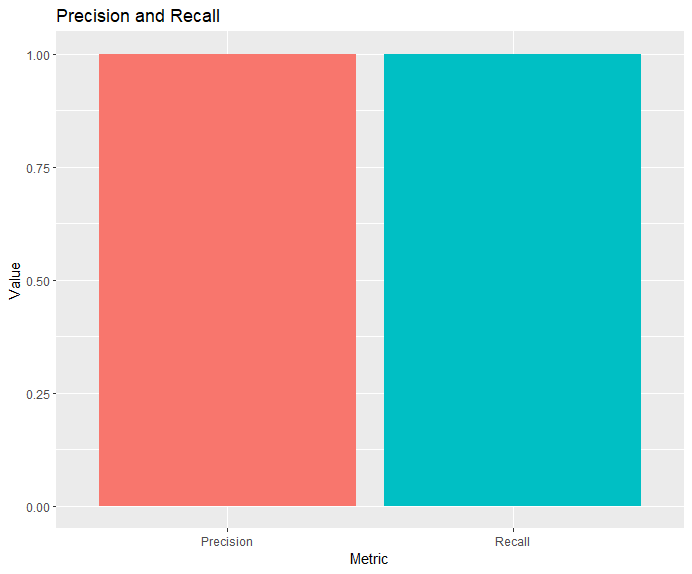 Precision and Recall
1.00
0.75
0.50
0.25
0.00
Value
Precision
Recall
Metric